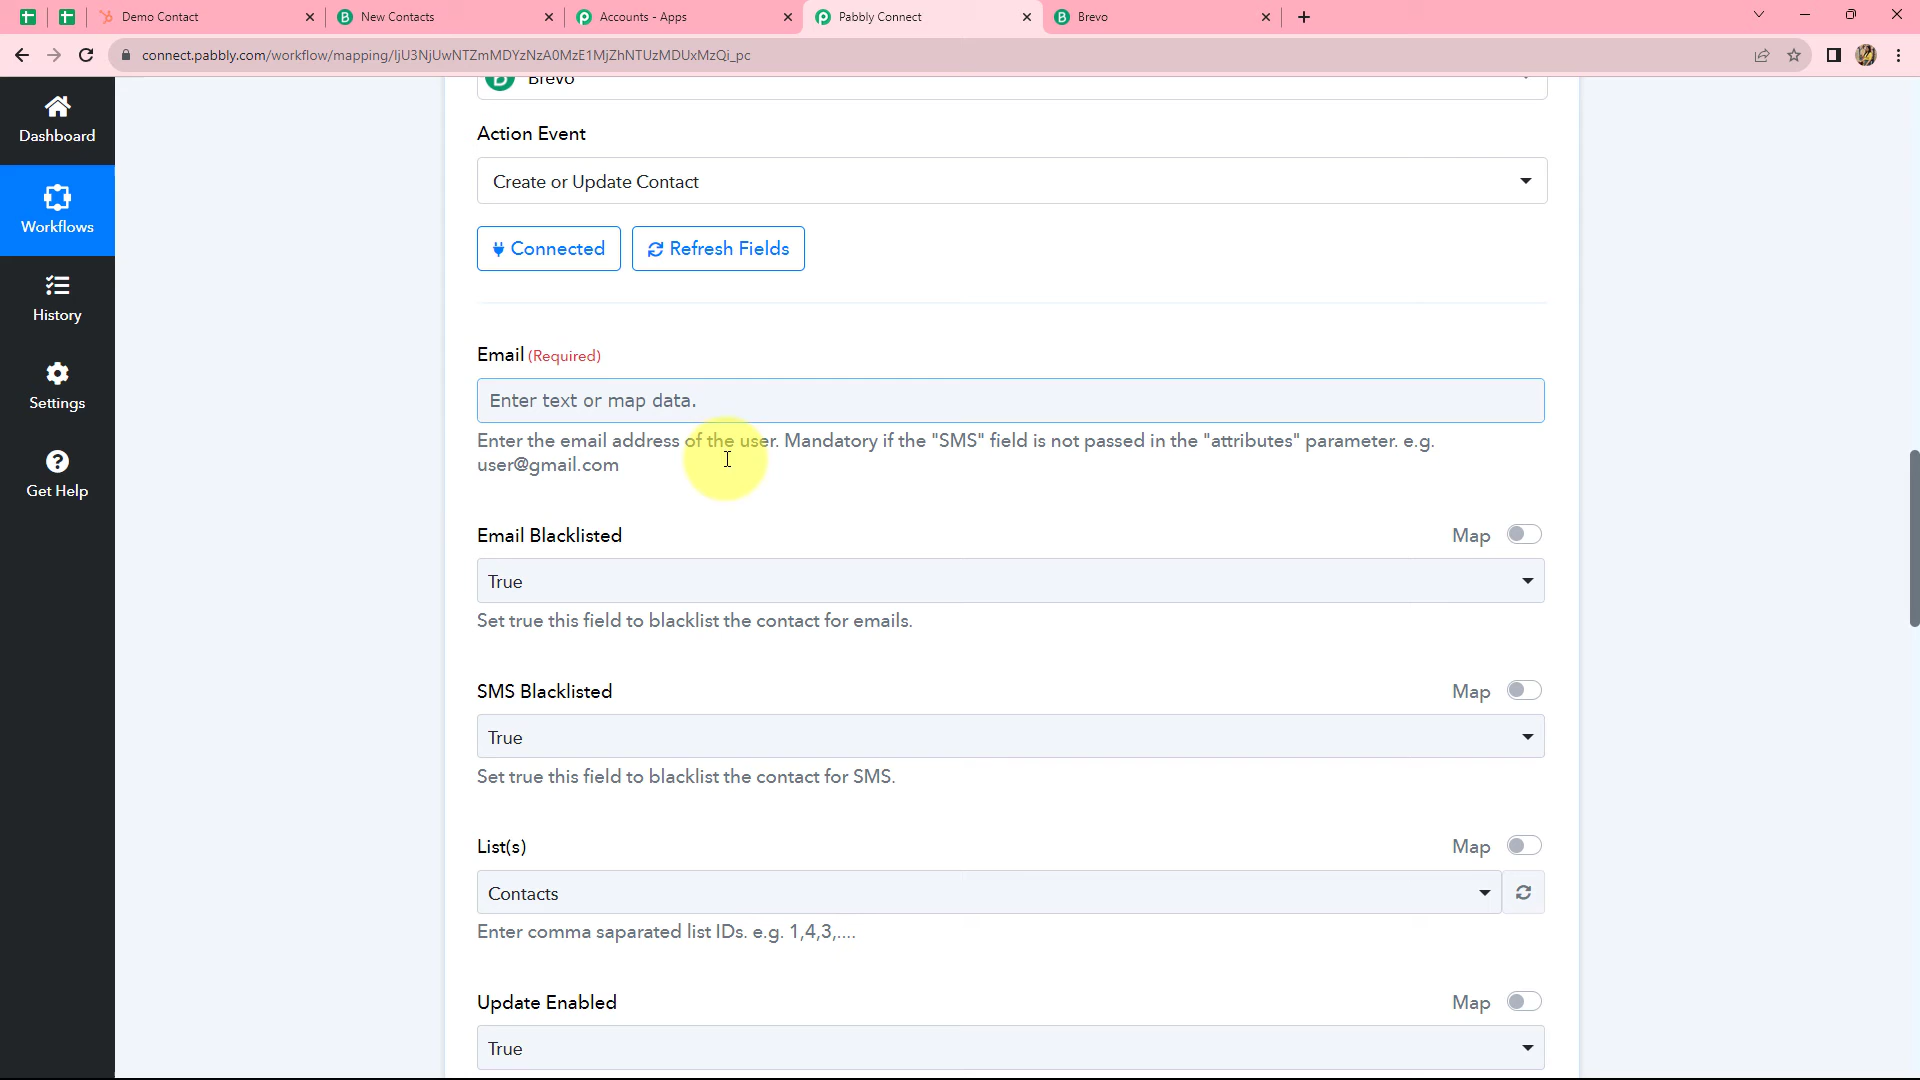 Demo Contact
New Contacts
Accounts - Apps
Pabbly Connect
Brevo
connect.pabbly.com/workflow/mapping/IjU3NjUwNTZmMDYzNzA0MzE1MjZhNTUzMDUxMzQi_pc
Dashboard
Workflows
History
Settings
Get Help
Brevo
Action Event
Create or Update Contact
Connected
Refresh Fields
Email (Required)
Enter text or map data.
Enter the email address of the user. Mandatory if the "SMS" field is not passed in the "attributes" parameter. e.g.
user@gmail.com
Email Blacklisted
Map
True
Set true this field to blacklist the contact for emails.
SMS Blacklisted
Map
True
Set true this field to blacklist the contact for SMS.
List(s)
Map
Contacts
Enter comma saparated list IDs. e.g. 1,4,3,....
Update Enabled
Map
True